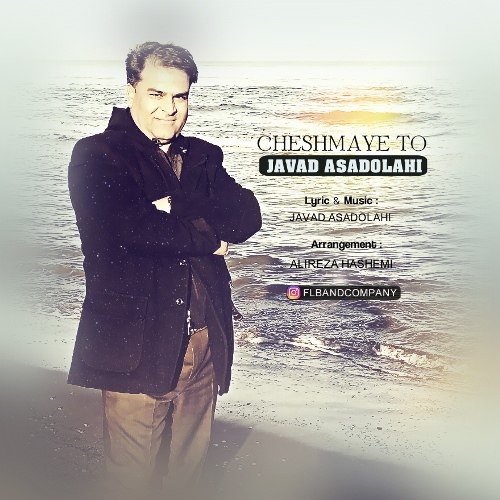 CHESHMAYE TO
JAVAD ASADOLAHI
Lyric & Music :
JAVAD ASADOLAHI
Arrangement :
ALIREZA HASHEMI
FLBANDCOMPANY